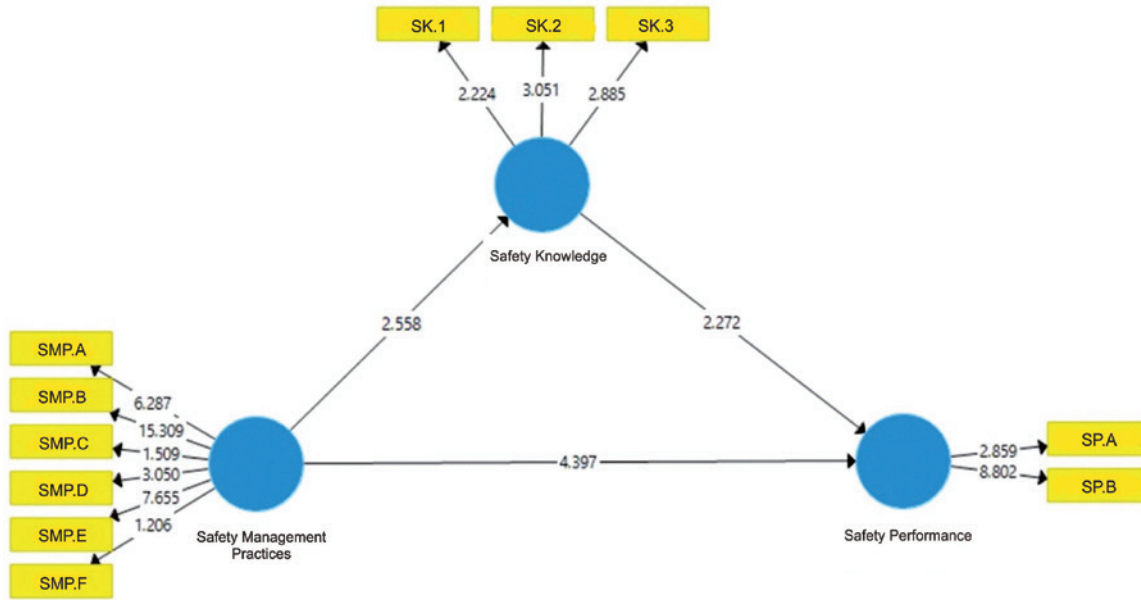 SK.1
SK.2
SK.3
2.224
3.051
2.885
Safety Knowledge
2.558
2.272
SMP.A
SMP.B
SMP.C
SMP.D
SMP.E
SMP.F
6.287
15.309
1.509
3.050
7.655
1.206
Safety Management
Practices
4.397
Safety Performance
2.859
8.802
SP.A
SP.B